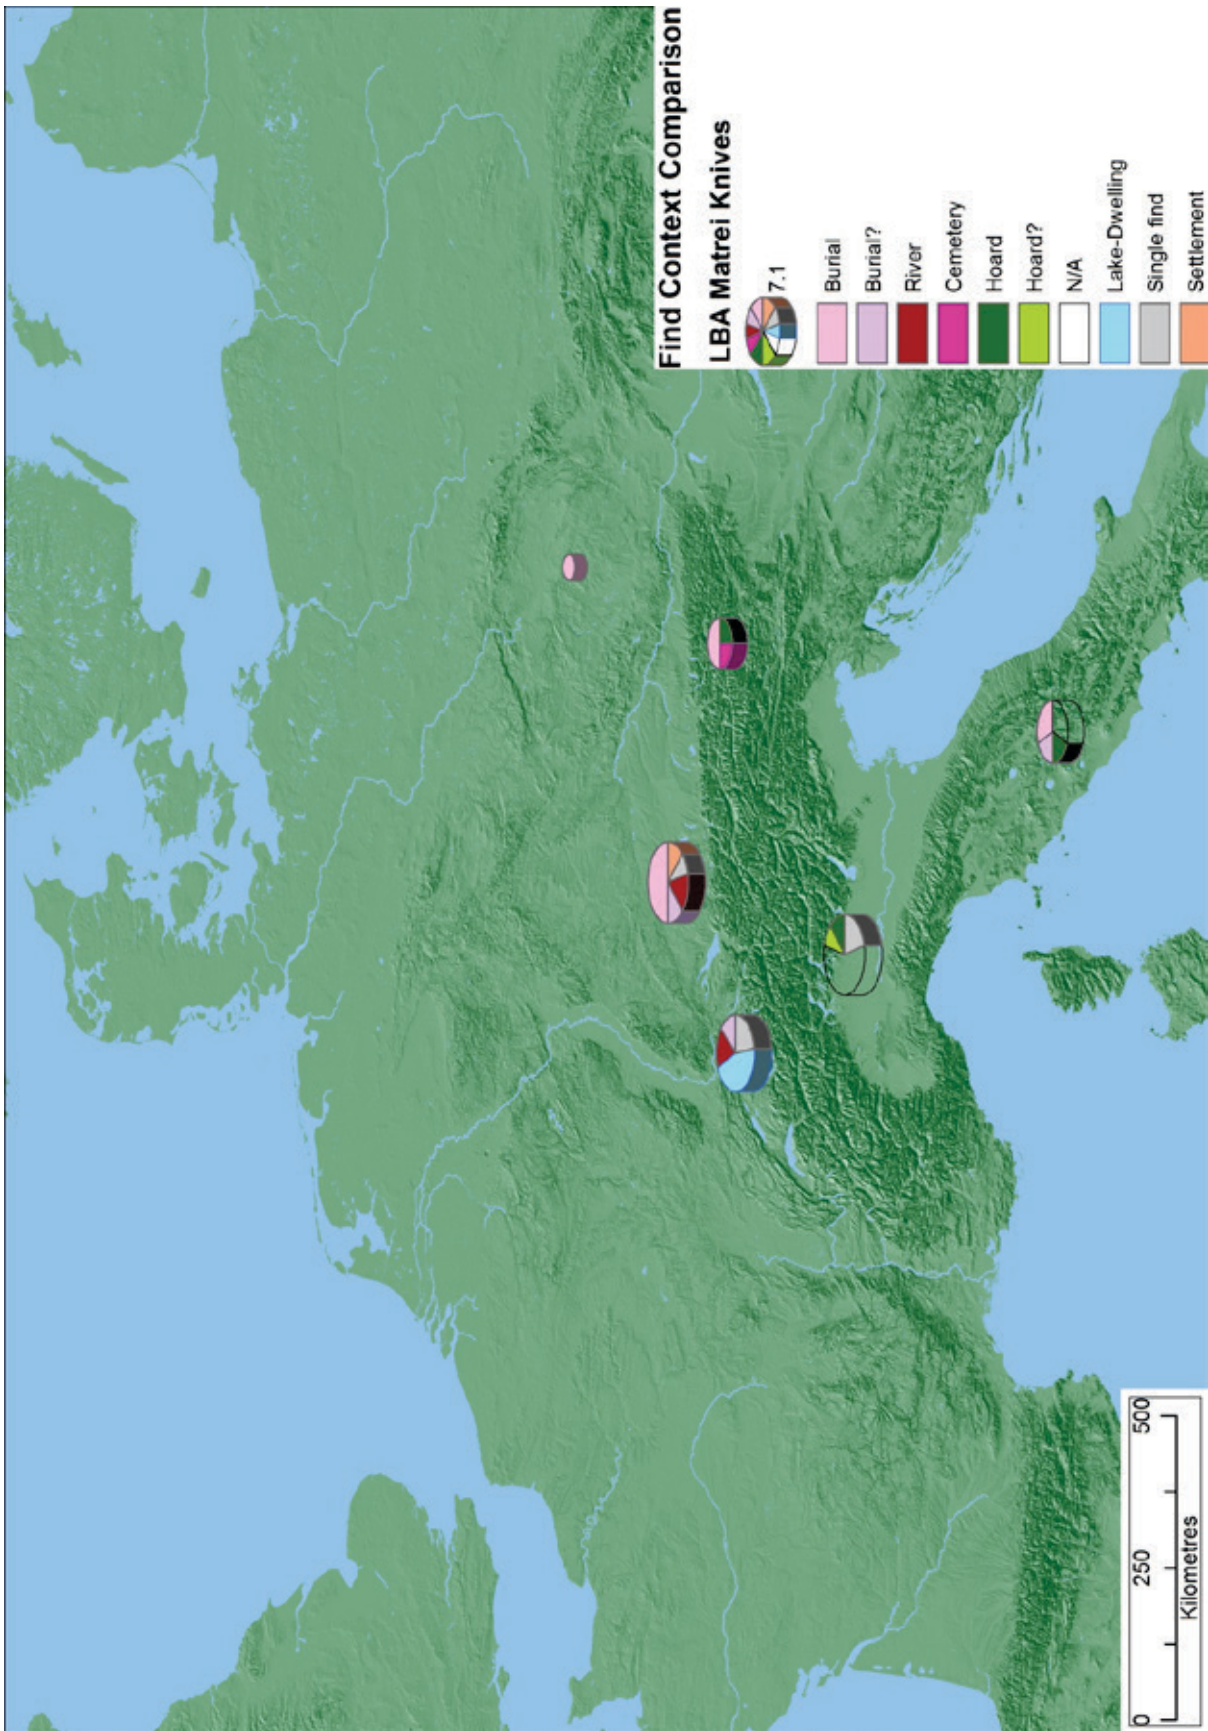 Find Context Comparison
LBA Matrei Knives
7.1
Burial
Burial?
River
Cemetery
Hoard
Hoard?
N/A
Lake-Dwelling
Single find
Settlement
0 250 500
Kilometres